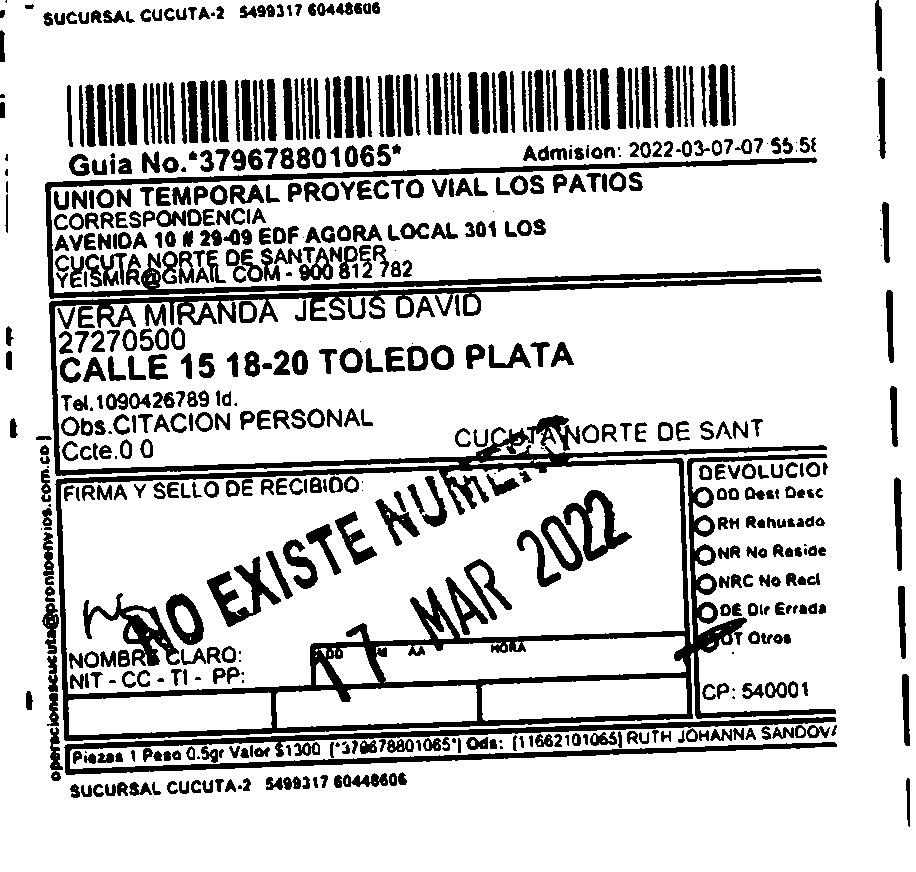 SUCURSAL CUCUTA-2 5499317 60448606
Guia No.*379678801065*
Admision: 2022-03-07-07 55:58
UNION TEMPORAL PROYECTO VIAL LOS PATIOS
CORRESPONDENCIA
AVENIDA 10 # 29-09 EDF AGORA LOCAL 301 LOS
CUCUTA NORTE DE SANTANDER
YEISMIR@GMAIL COM - 900 812 782
VERA MIRANDA JESUS DAVID
27270500
CALLE 15 18-20 TOLEDO PLATA
Tel.1090426789 Id.
Obs.CITACION PERSONAL
Ccte.0 0
CUCUTA NORTE DE SANT
FIRMA Y SELLO DE RECIBIDO:
NO EXISTE NUMERO
17 MAR 2022
NOMBRE CLARO:
NIT - CC - TI - PP:
DD
AA
HORA
DEVOLUCION
DD Dest Desc
RH Rehusado
NR No Reside
NRC No Recl
DE Dir Errada
OT Otros
CP: 540001
operacionescucuta@prontoenvios.com.co
Piezas 1 Peso 0.5gr Valor $1300 [*379678801065*] Ods: [11662101065] RUTH JOHANNA SANDOVA
SUCURSAL CUCUTA-2 5499317 60448606